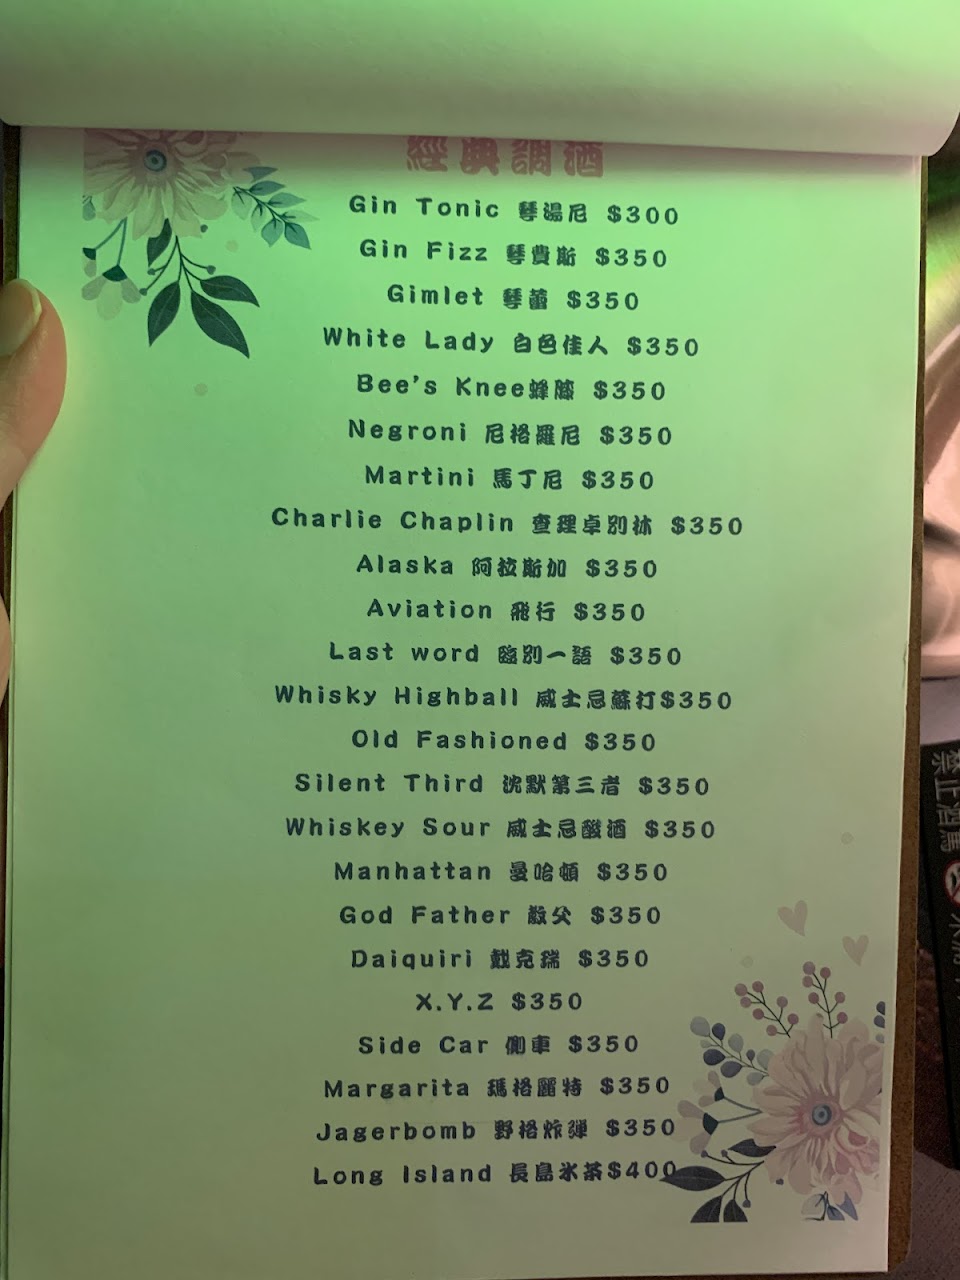 經典調酒
Gin Tonic 琴湯尼 $300
Gin Fizz 琴費斯 $350
Gimlet 琴蕾 $350
White Lady 白色佳人 $350
Bee's Knee蜂膝 $350
Negroni 尼格羅尼 $350
Martini 馬丁尼 $350
Charlie Chaplin 查理卓別林 $350
Alaska 阿拉斯加 $350
Aviation 飛行 $350
Last word 臨別一語 $350
Whisky Highball 威士忌蘇打$350
Old Fashioned $350
Silent Third 沈默第三者 $350
Whiskey Sour 威士忌酸酒 $350
Manhattan 曼哈頓 $350
God Father 教父 $350
Daiquiri 戴克瑞 $350
X.Y.Z $350
Side Car 側車 $350
Margarita 瑪格麗特 $350
Jagerbomb 野格炸彈 $350
Long Island 長島冰茶$400
禁止酒駕